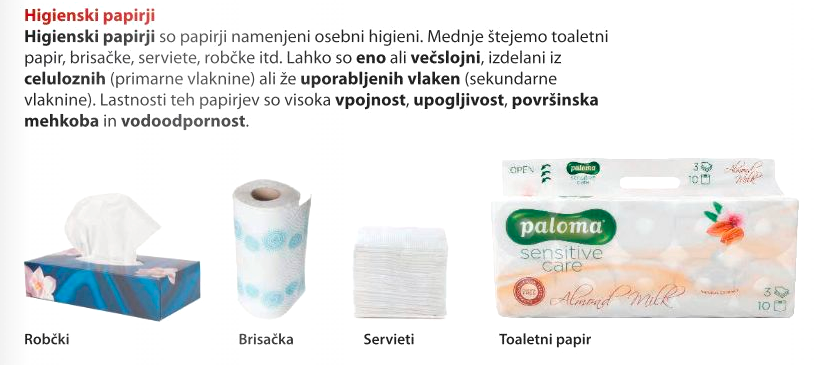 Higienski papirji
Higienski papirji so papirji namenjeni osebni higieni. Mednje štejemo toaletni
papir, brisačke, serviete, robčke itd. Lahko so eno ali večslojni, izdelani iz
celuloznih (primarne vlaknine) ali že uporabljenih vlaken (sekundarne
vlaknine). Lastnosti teh papirjev so visoka vpojnost, upogljivost, površinska
mehkoba in vodoodpornost.
OPEN
paloma
sensitive
care
3
10
Almond
Milk
paloma
sensitive
care
Almond Milk
3
10
Robčki
Brisačka
Servieti
Toaletni papir